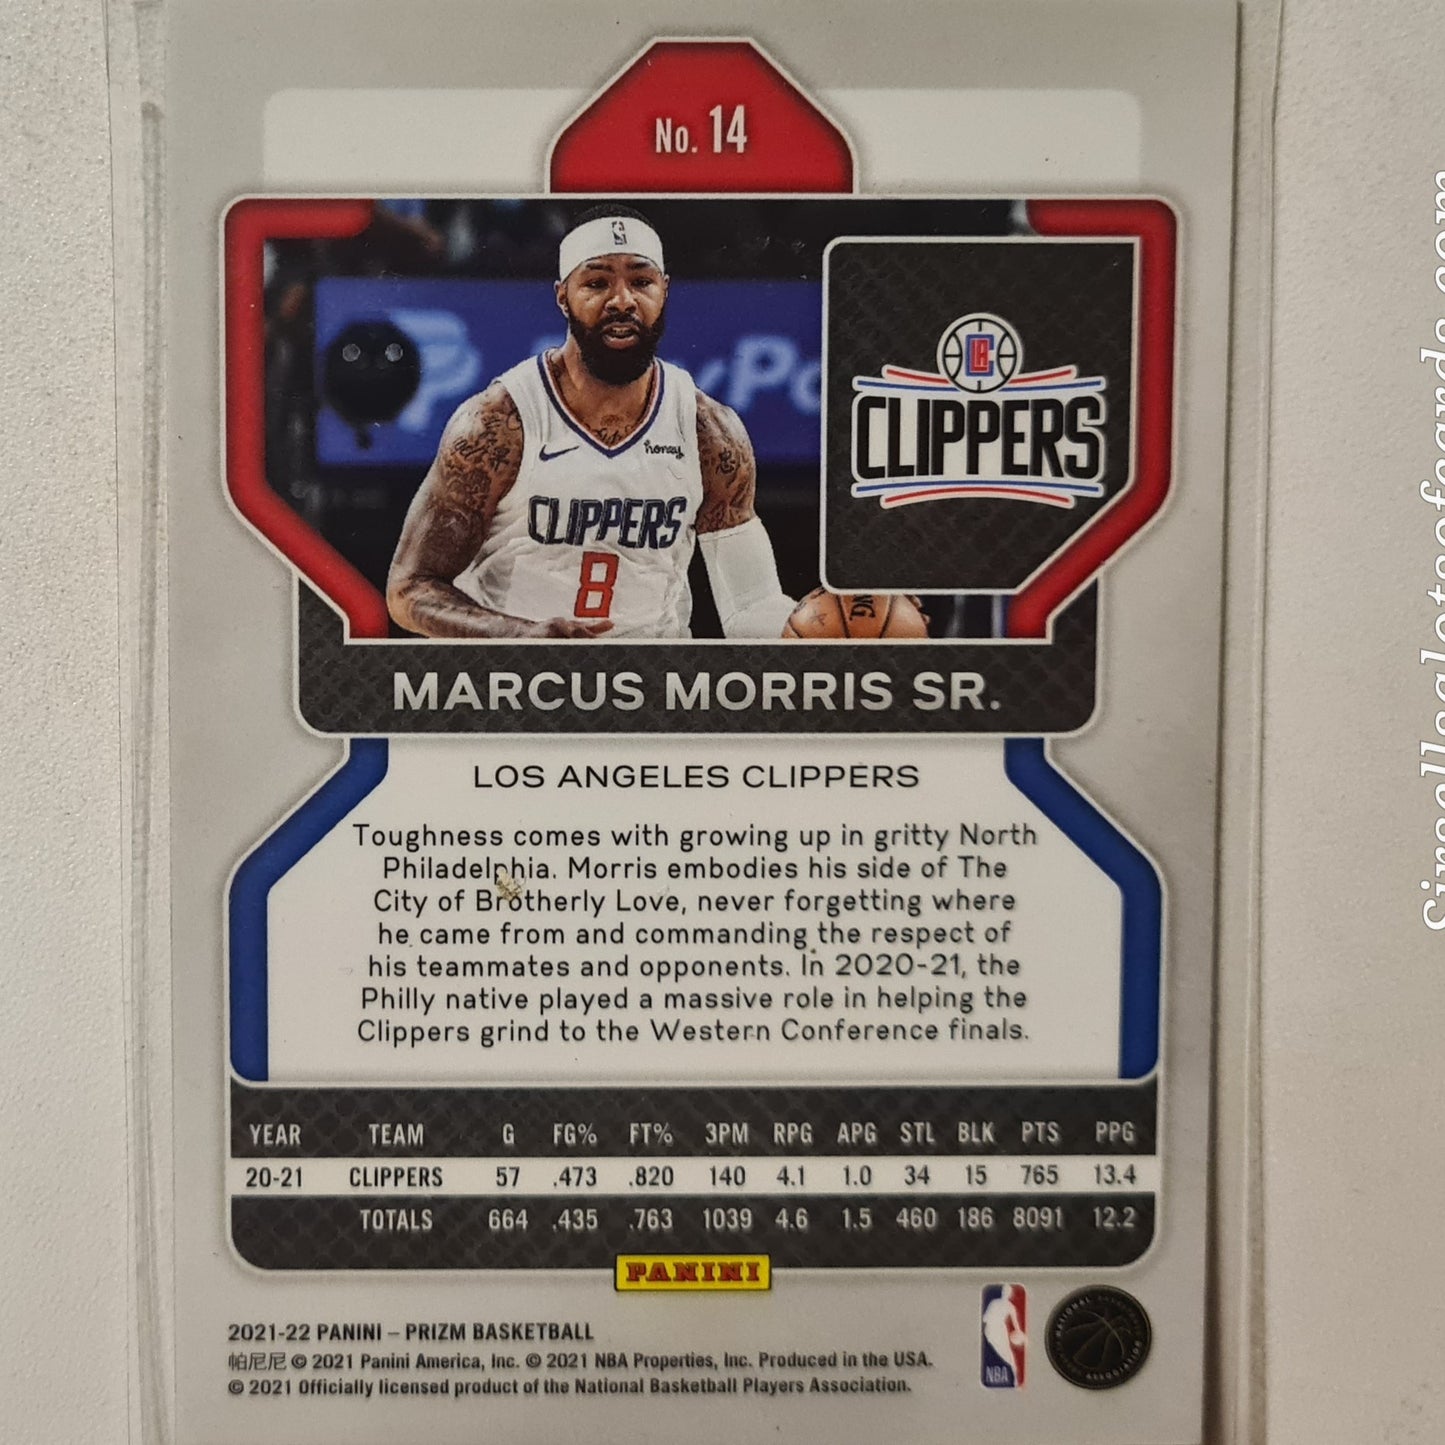 No. 14
CLIPPERS
honey
CLIPPERS
8
MARCUS MORRIS SR.
LOS ANGELES CLIPPERS
Toughness comes with growing up in gritty North
Philadelphia. Morris embodies his side of The
City of Brotherly Love, never forgetting where
he came from and commanding the respect of
his teammates and opponents. In 2020-21, the
Philly native played a massive role in helping the
Clippers grind to the Western Conference finals.
YEAR TEAM G FG% FT% 3PM RPG APG STL BLK PTS PPG
20-21 CLIPPERS 57 .473 .820 140 4.1 1.0 34 15 765 13.4
TOTALS 664 .435 .763 1039 4.6 1.5 460 186 8091 12.2
PANINI
2021-22 PANINI – PRIZM BASKETBALL
帕尼尼 © 2021 Panini America, Inc. © 2021 NBA Properties, Inc. Produced in the USA.
© 2021 Officially licensed product of the National Basketball Players Association.
NBA